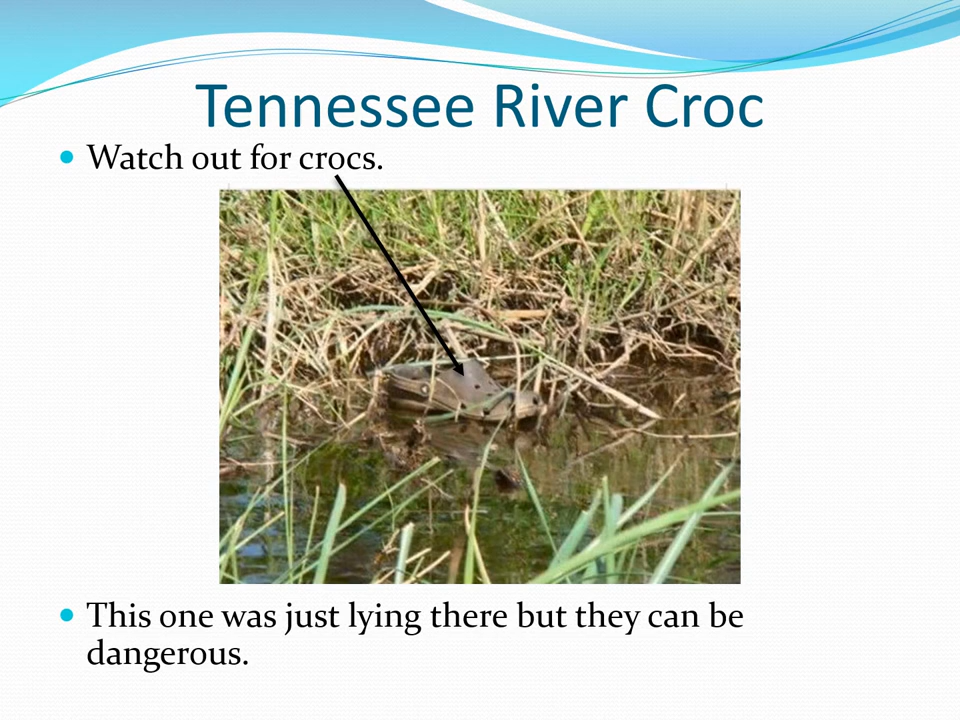 Tennessee River Croc
Watch out for crocs.
This one was just lying there but they can be
dangerous.